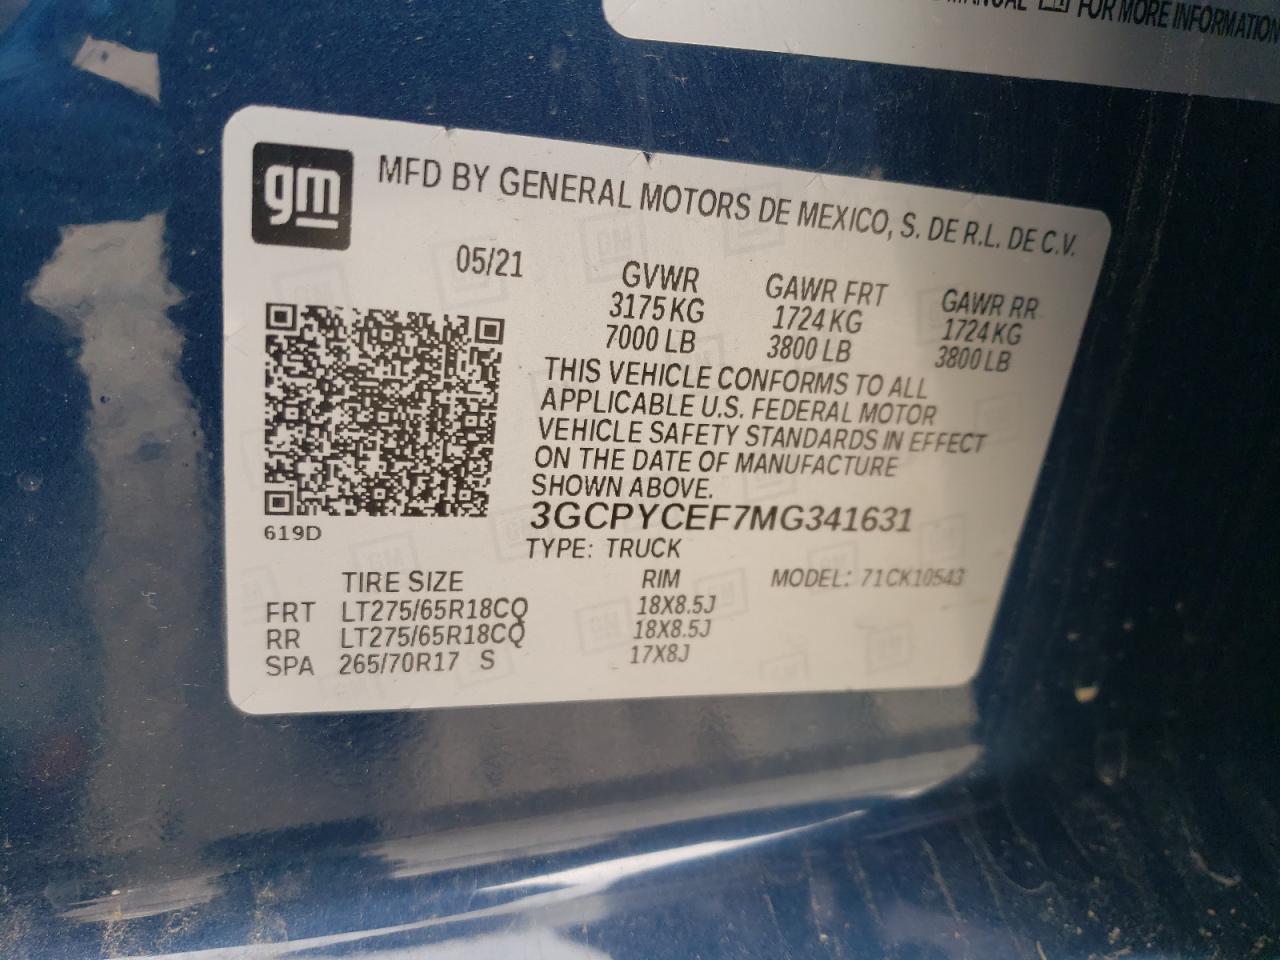 MANUAL FOR MORE INFORMATION
gm
MFD BY GENERAL MOTORS DE MEXICO, S. DE R.L. DE C.V.
05/21
GVWR GAWR FRT GAWR RR
3175 KG 1724 KG 1724 KG
7000 LB 3800 LB 3800 LB
THIS VEHICLE CONFORMS TO ALL
APPLICABLE U.S. FEDERAL MOTOR
VEHICLE SAFETY STANDARDS IN EFFECT
ON THE DATE OF MANUFACTURE
SHOWN ABOVE.
3GCPYCEF7MG341631
619D
TYPE: TRUCK
TIRE SIZE RIM MODEL: 71CK10543
FRT LT275/65R18CQ 18X8.5J
RR LT275/65R18CQ 18X8.5J
SPA 265/70R17 S 17X8J